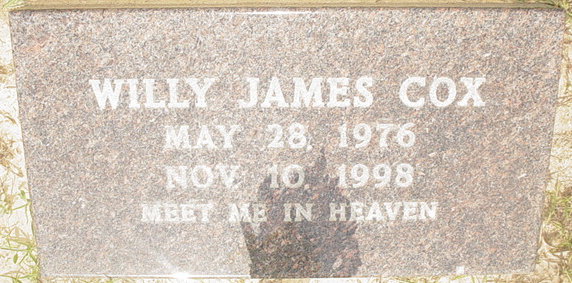 WILLY JAMES COX
MAY 28, 1976
NOV. 10, 1998
MEET ME IN HEAVEN